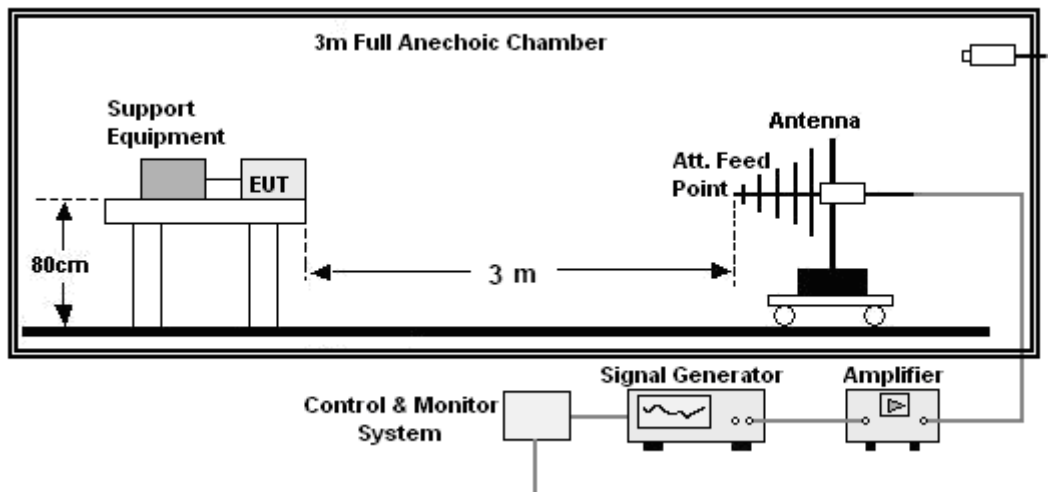 3m Full Anechoic Chamber
Support
Equipment
EUT
Antenna
Att. Feed
Point
80cm
3 m
Signal Generator
Amplifier
Control & Monitor
System